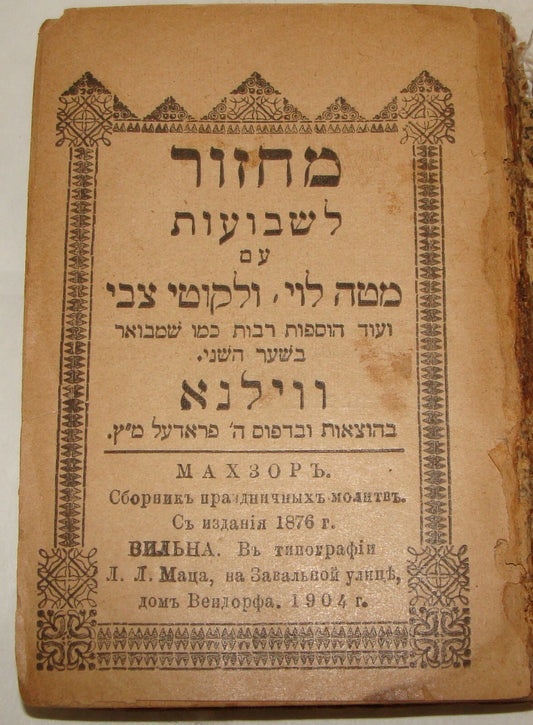 מחזור
לשבועות
עם
מטה לוי, ולקוטי צבי
ועוד הוספות רבות כמו שמבואר
בשער השני.
ווילנא
בהוצאות ובדפוס ה' פראדעל מ״ץ.
МАХЗОРЪ.
Сборникъ праздничныхъ молитвъ.
Съ изданія 1876 г.
ВИЛЬНА. Въ типографіи
Л. Л. Маца, на Завальной улицѣ,
домъ Вендорфа. 1904 г.